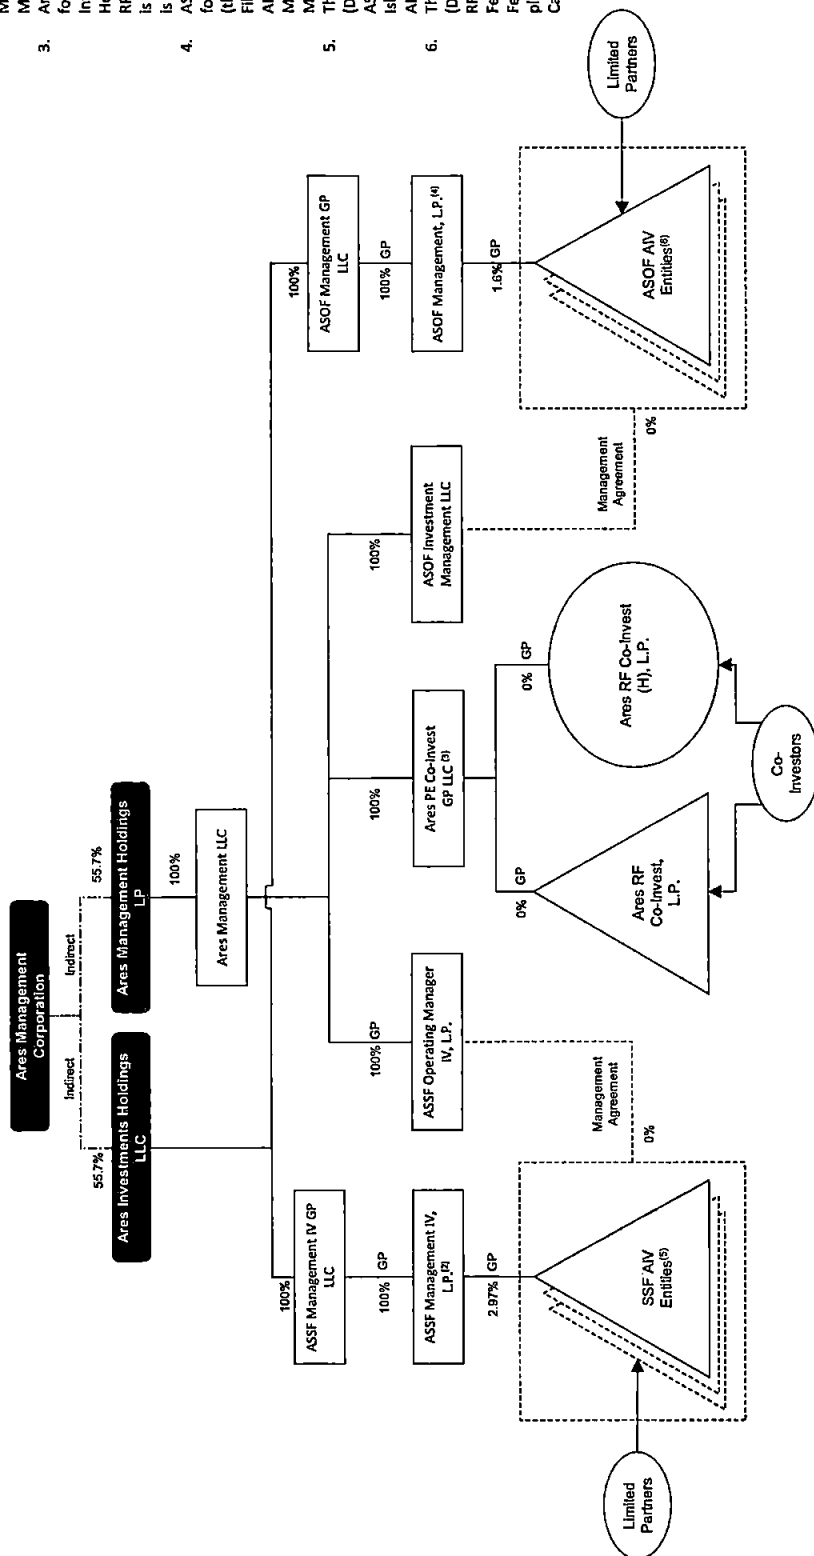 Ares Management
Corporation
Indirect
Indirect
55.7%
55.7%
Ares Investments Holdings
LLC
Ares Management Holdings
LP
100%
Ares Management LLC
100%
ASSF Management IV GP
LLC
100%
ASOF Management GP
LLC
100% GP
100% GP
100%
100%
100% GP
ASSF Management IV,
L.P.(2)
ASSF Operating Manager
IV, L.P.
Ares PE Co-Invest
GP LLC (3)
ASOF Investment
Management LLC
ASOF Management, L.P.(4)
2.97% GP
0% GP
0% GP
1.6% GP
Limited
Partners
SSF AIV
Entities(5)
Management
Agreement
0%
Ares RF
Co-Invest,
L.P.
Ares RF Co-Invest
(H), L.P.
Co-
Investors
Management
Agreement
0%
ASOF AIV
Entities(6)
Limited
Partners
3.
4.
5.
6.